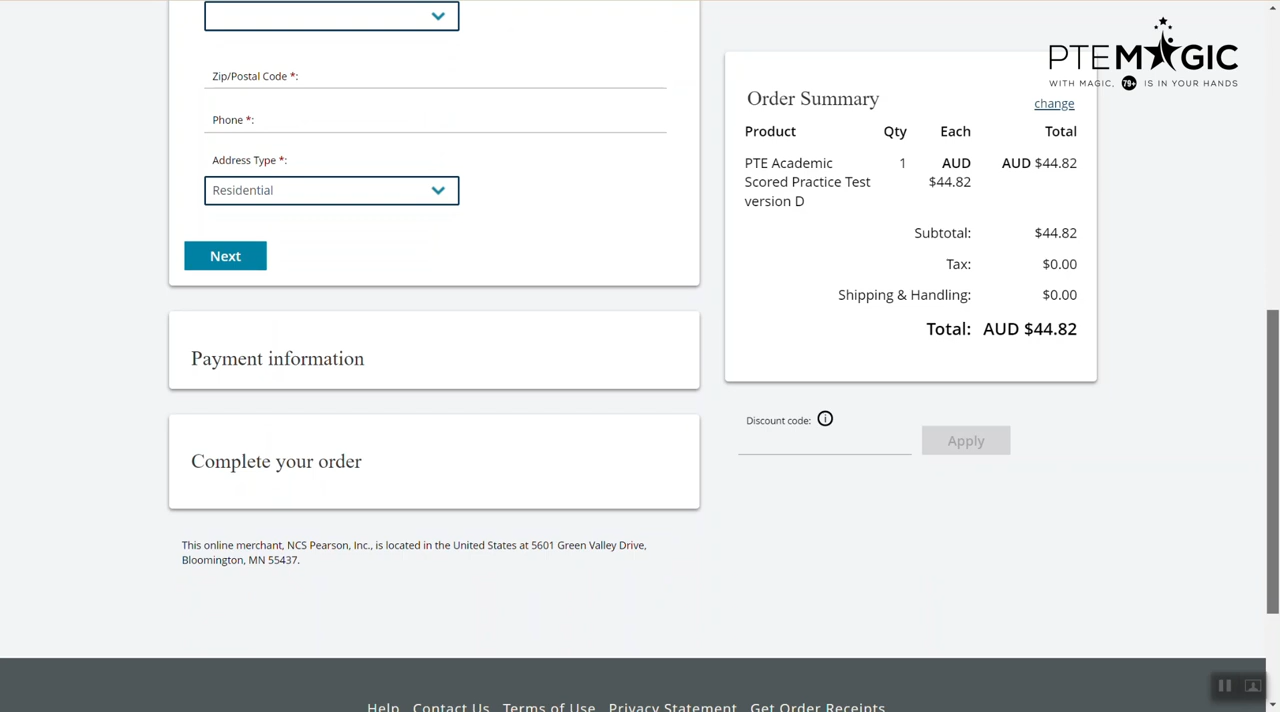 PTEMAGIC
WITH MAGIC, 79+ IS IN YOUR HANDS
Zip/Postal Code *:
Phone *:
Address Type *:
Residential
Next
Payment information
Complete your order
This online merchant, NCS Pearson, Inc., is located in the United States at 5601 Green Valley Drive,
Bloomington, MN 55437.
Order Summary
change
Product Qty Each Total
PTE Academic 1 AUD AUD $44.82
Scored Practice Test $44.82
version D
Subtotal: $44.82
Tax: $0.00
Shipping & Handling: $0.00
Total: AUD $44.82
Discount code:
Apply
Help Contact Us Terms of Use Privacy Statement Get Order Receipts